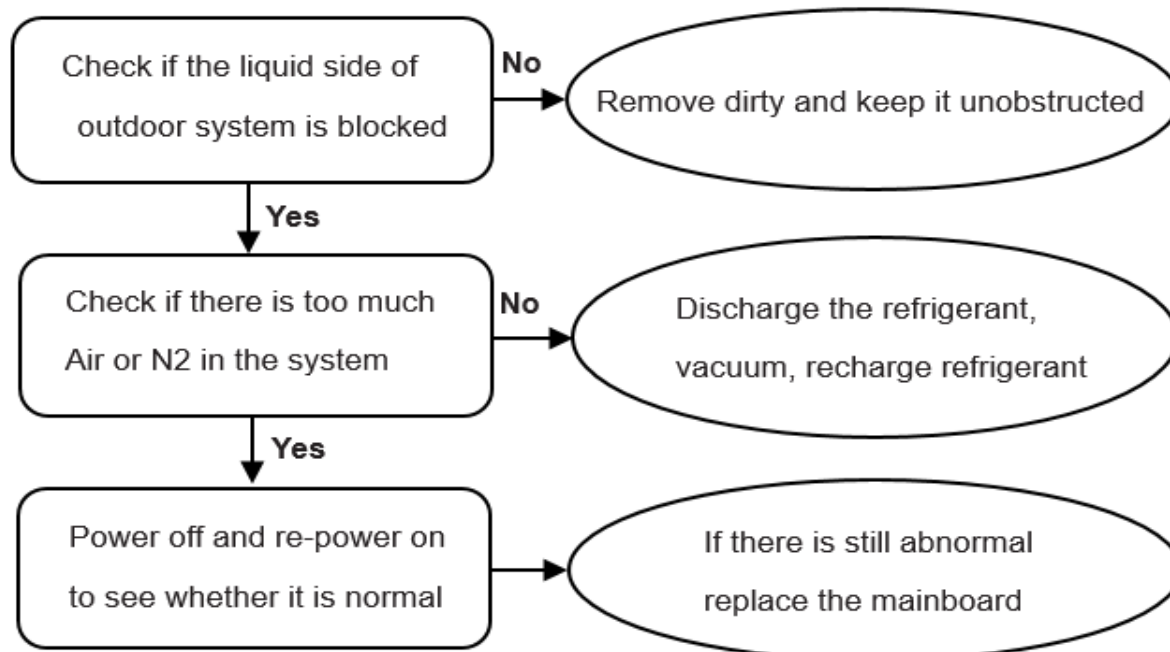 Check if the liquid side of
outdoor system is blocked
No
Remove dirty and keep it unobstructed
Yes
Check if there is too much
Air or N2 in the system
No
Discharge the refrigerant,
vacuum, recharge refrigerant
Yes
Power off and re-power on
to see whether it is normal
If there is still abnormal
replace the mainboard